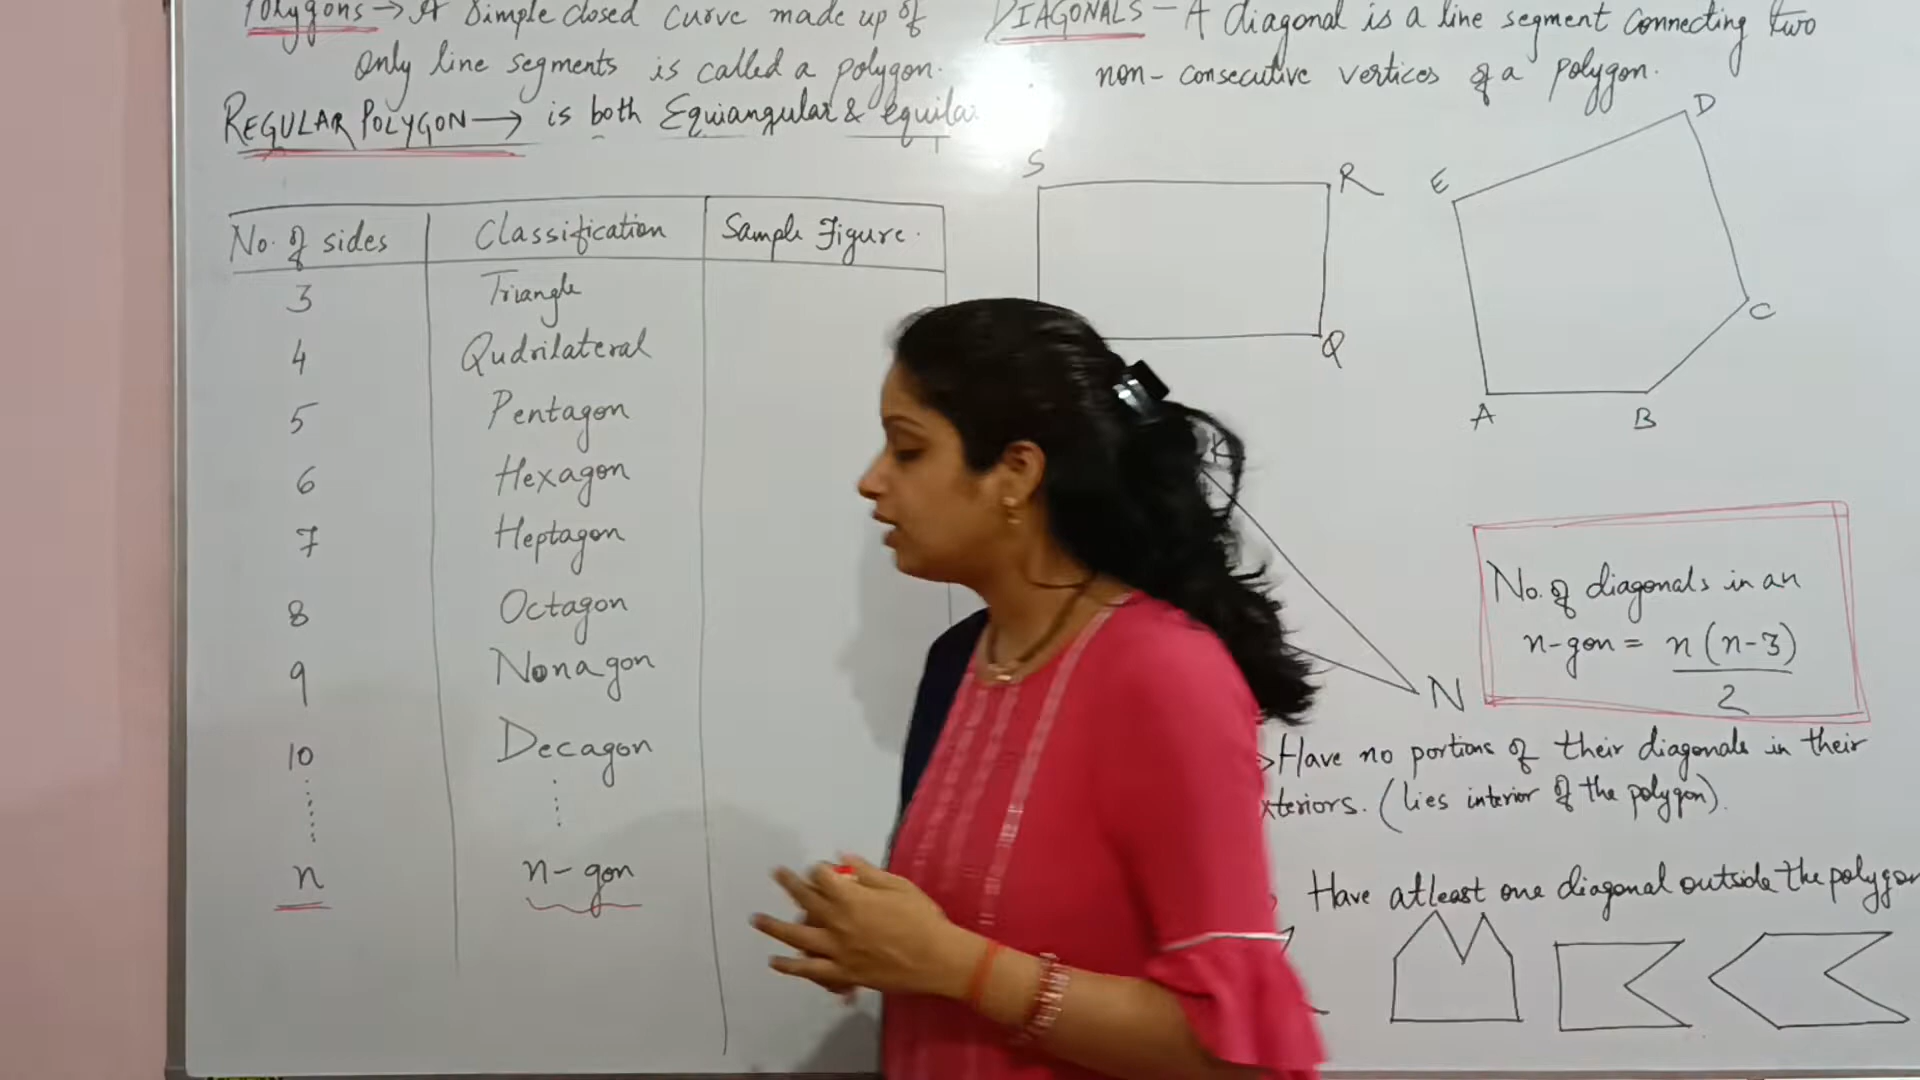 Polygons → A Simple closed curve made up of
only line segments is called a polygon.
REGULAR POLYGON → is both Equiangular &
No. of sides Classification Sample Figure.
3 Triangle
4 Qudrilateral
5 Pentagon
6 Hexagon
7 Heptagon
8 Octagon
9 Nonagon
10 Decagon
n n-gon
DIAGONALS - A diagonal is a line segment connecting two
non-consecutive vertices of a polygon.
S R
Q
E D
C
A B
K
N
No. of diagonals in an
n-gon = n(n-3)
2
Have no portions of their diagonals in their
xteriors. (lies interior of the polygon).
Have atleast one diagonal outside the polygon